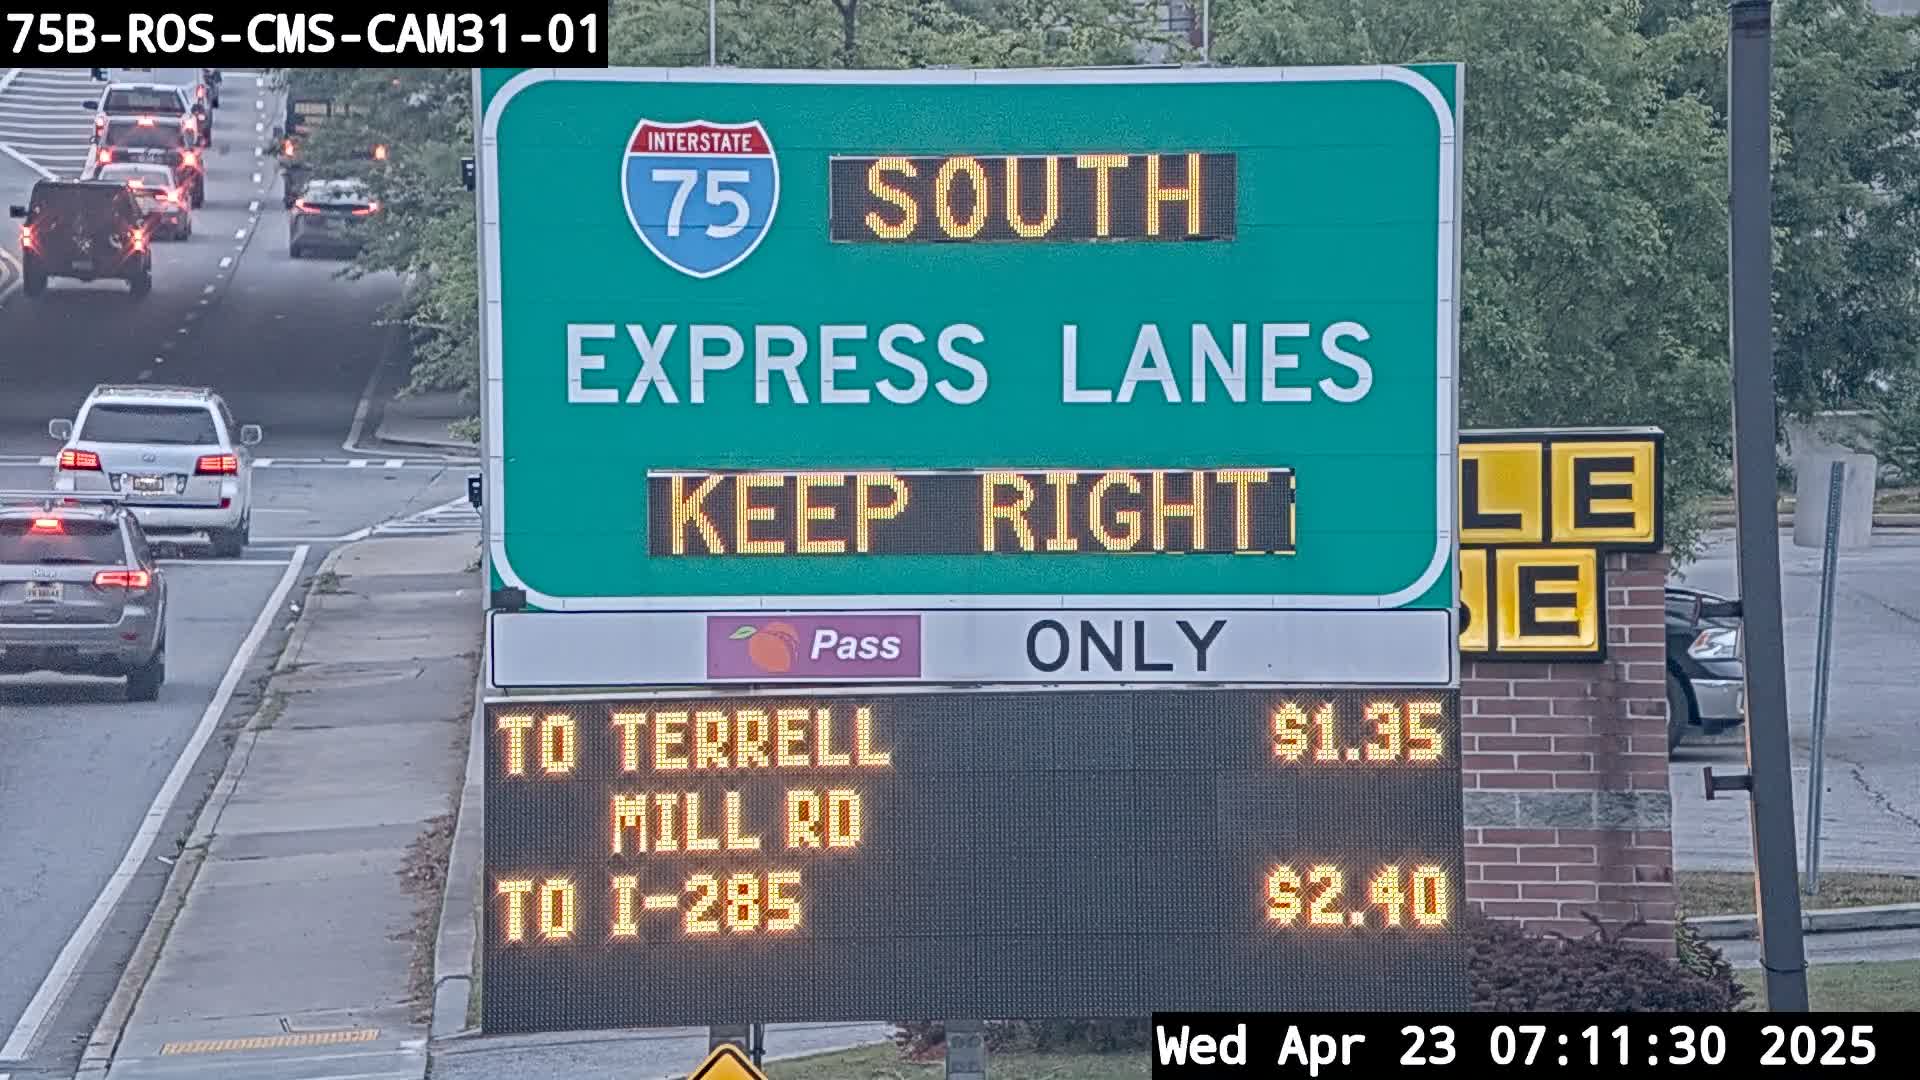 75B-ROS-CMS-CAM31-01
INTERSTATE
75
SOUTH
EXPRESS LANES
KEEP RIGHT
Pass ONLY
TO TERRELL $1.35
MILL RD
TO I-285 $2.40
LE
E
Wed Apr 23 07:11:30 2025